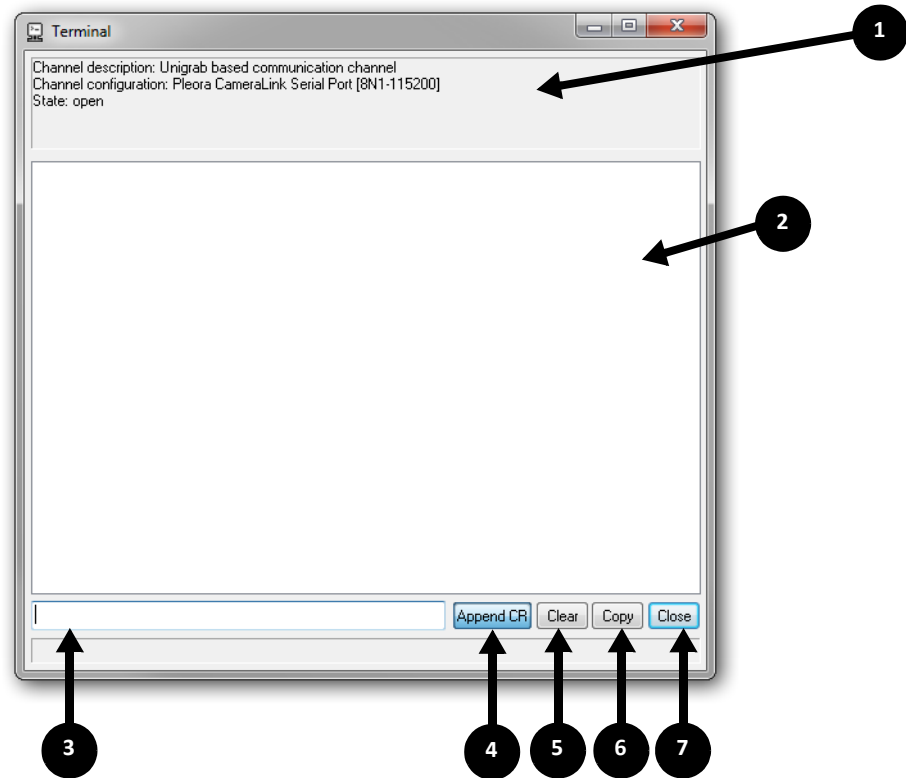 Terminal
1
Channel description: Unigrab based communication channel
Channel configuration: Pleora CameraLink Serial Port [8N1-115200]
State: open
2
Append CR Clear Copy Close
3 4 5 6 7